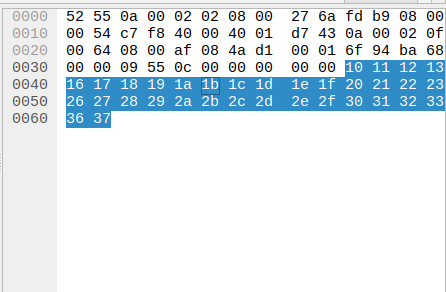 0000 52 55 0a 00 02 02 08 00 27 6a fd b9 08 00
0010 00 54 c7 f8 40 00 40 01 d7 43 0a 00 02 0f
0020 00 64 08 00 af 08 4a d1 00 01 6f 94 ba 68
0030 00 00 09 55 0c 00 00 00 00 00 10 11 12 13
0040 16 17 18 19 1a 1b 1c 1d 1e 1f 20 21 22 23
0050 26 27 28 29 2a 2b 2c 2d 2e 2f 30 31 32 33
0060 36 37